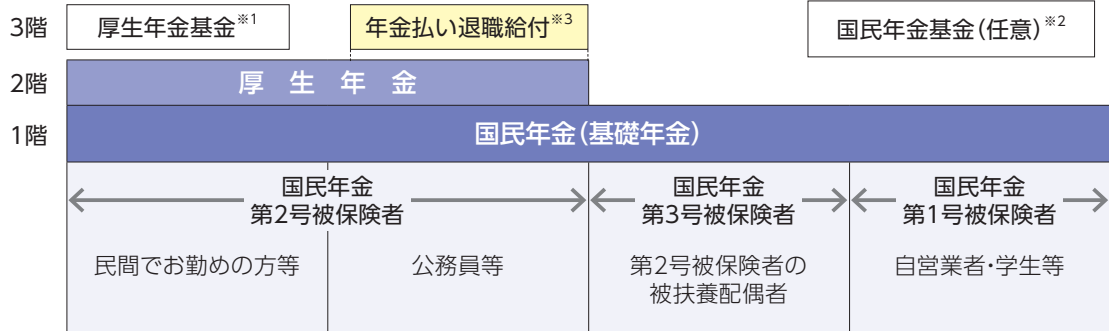 3階
厚生年金基金※1
年金払い退職給付※3
国民年金基金(任意)※2
2階
厚生年金
1階
国民年金(基礎年金)
国民年金
第2号被保険者
国民年金
第3号被保険者
国民年金
第1号被保険者
民間でお勤めの方等
公務員等
第2号被保険者の
被扶養配偶者
自営業者・学生等